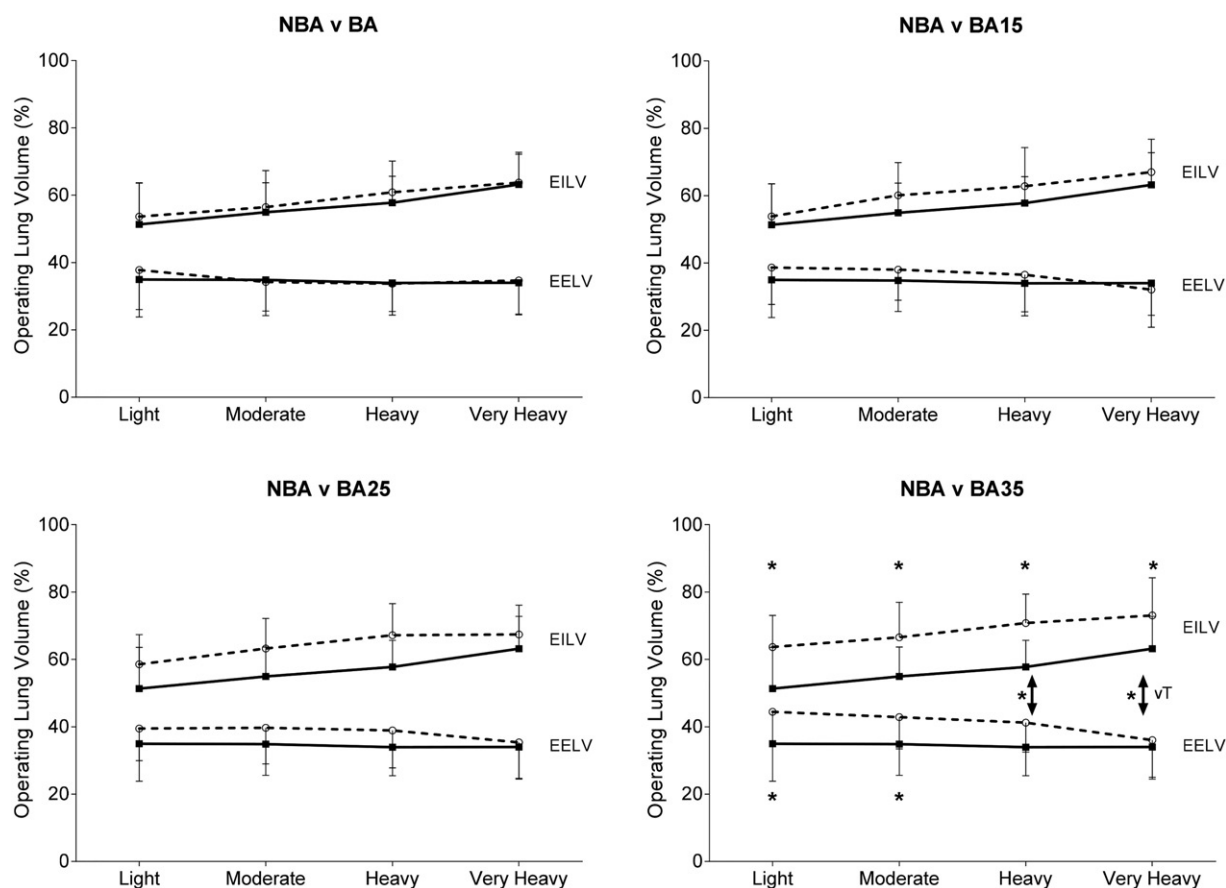 NBA v BA
Operating Lung Volume (%)
100
80
60
40
20
0
EILV
EELV
Light Moderate Heavy Very Heavy
NBA v BA15
Operating Lung Volume (%)
100
80
60
40
20
0
EILV
EELV
Light Moderate Heavy Very Heavy
NBA v BA25
Operating Lung Volume (%)
100
80
60
40
20
0
EILV
EELV
Light Moderate Heavy Very Heavy
NBA v BA35
Operating Lung Volume (%)
100
80
60
40
20
0
* * * *
EILV
* * vT
EELV
* *
Light Moderate Heavy Very Heavy